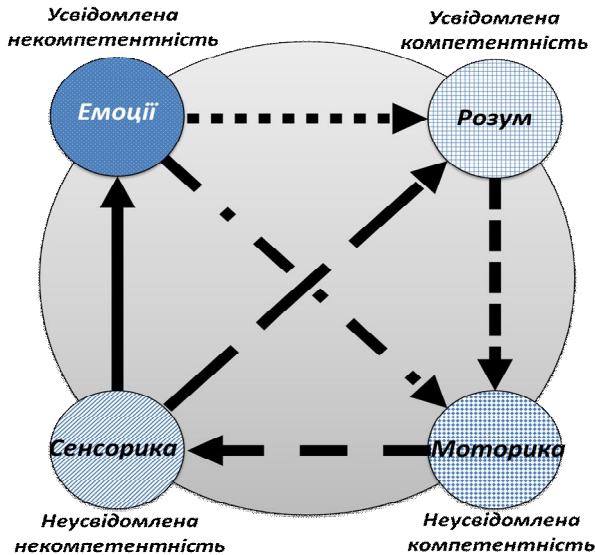 Усвідомлена
некомпетентність
Усвідомлена
компетентність
Емоції
Розум
Сенсорика
Моторика
Неусвідомлена
некомпетентність
Неусвідомлена
компетентність